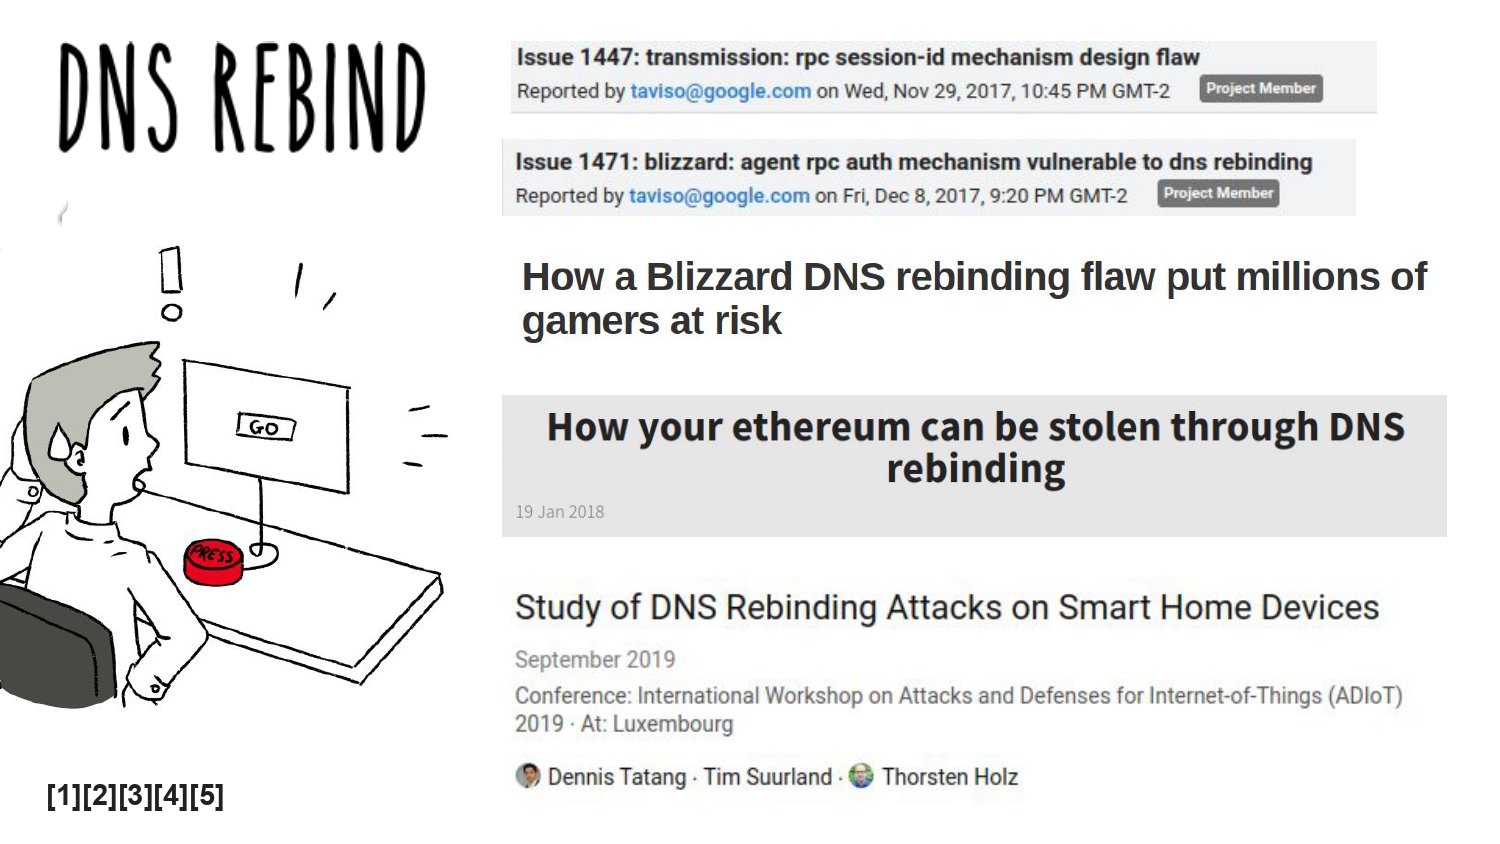 DNS REBIND
Issue 1447: transmission: rpc session-id mechanism design flaw
Reported by taviso@google.com on Wed, Nov 29, 2017, 10:45 PM GMT-2 Project Member
Issue 1471: blizzard: agent rpc auth mechanism vulnerable to dns rebinding
Reported by taviso@google.com on Fri, Dec 8, 2017, 9:20 PM GMT-2 Project Member
How a Blizzard DNS rebinding flaw put millions of
gamers at risk
GO
How your ethereum can be stolen through DNS
rebinding
19 Jan 2018
PRESS
Study of DNS Rebinding Attacks on Smart Home Devices
September 2019
Conference: International Workshop on Attacks and Defenses for Internet-of-Things (ADIoT)
2019 · At: Luxembourg
Dennis Tatang · Tim Suurland · Thorsten Holz
[1][2][3][4][5]